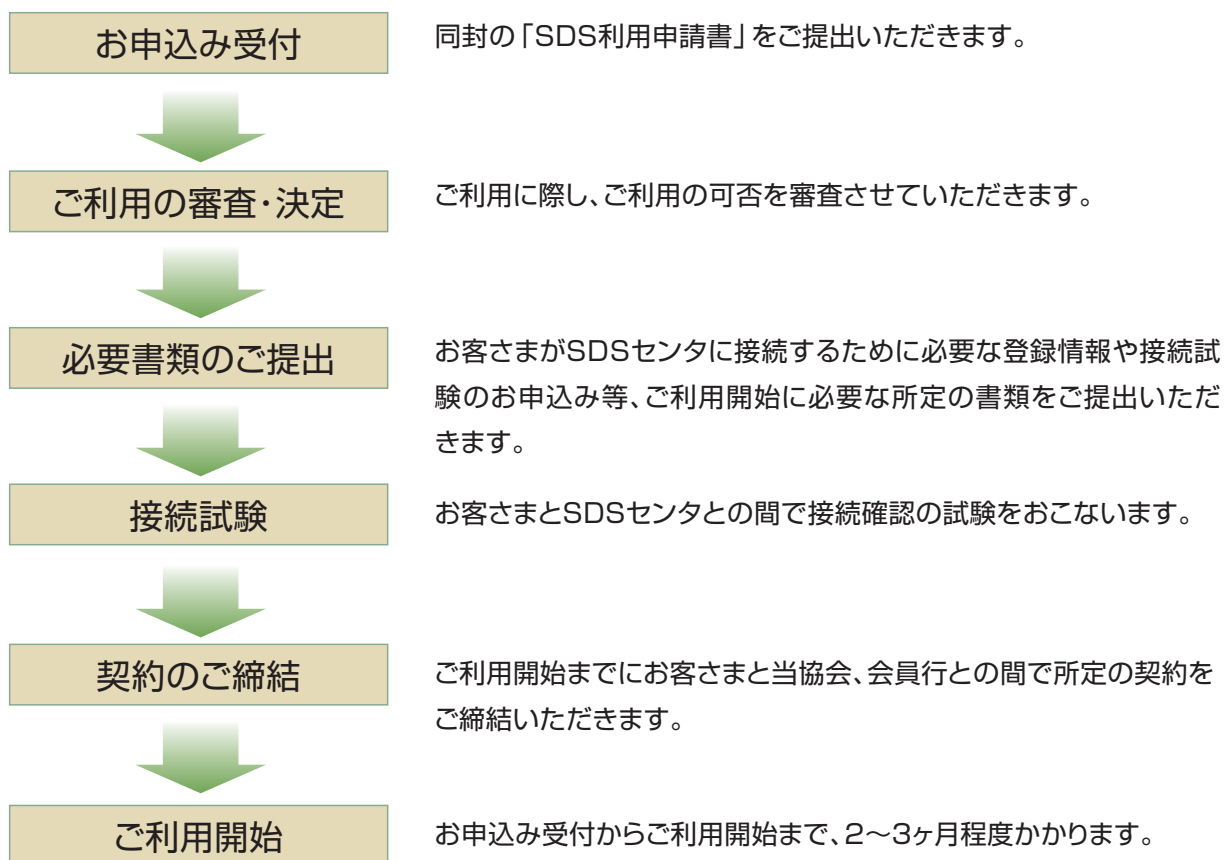 お申込み受付
同封の「SDS利用申請書」をご提出いただきます。
ご利用の審査・決定
ご利用に際し、ご利用の可否を審査させていただきます。
必要書類のご提出
お客さまがSDSセンタに接続するために必要な登録情報や接続試
験のお申込み等、ご利用開始に必要な所定の書類をご提出いただ
きます。
接続試験
お客さまとSDSセンタとの間で接続確認の試験をおこないます。
契約のご締結
ご利用開始までにお客さまと当協会、会員行との間で所定の契約を
ご締結いただきます。
ご利用開始
お申込み受付からご利用開始まで、2〜3ヶ月程度かかります。